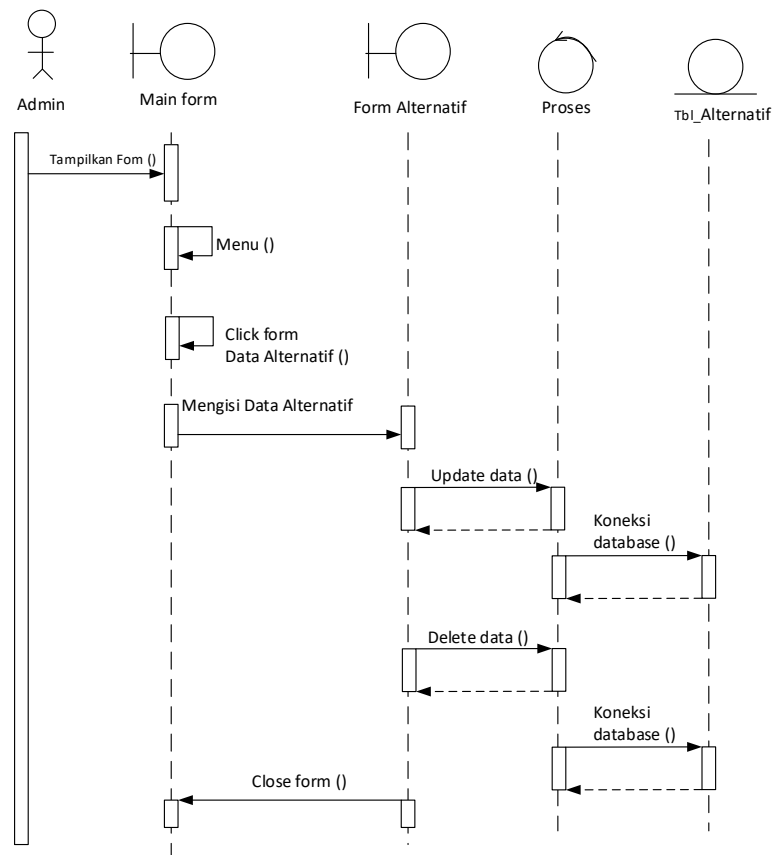 Admin
Main form
Form Alternatif
Proses
Tbl_Alternatif
Tampilkan Fom ()
Menu ()
Click form
Data Alternatif ()
Mengisi Data Alternatif
Update data ()
Koneksi
database ()
Delete data ()
Koneksi
database ()
Close form ()